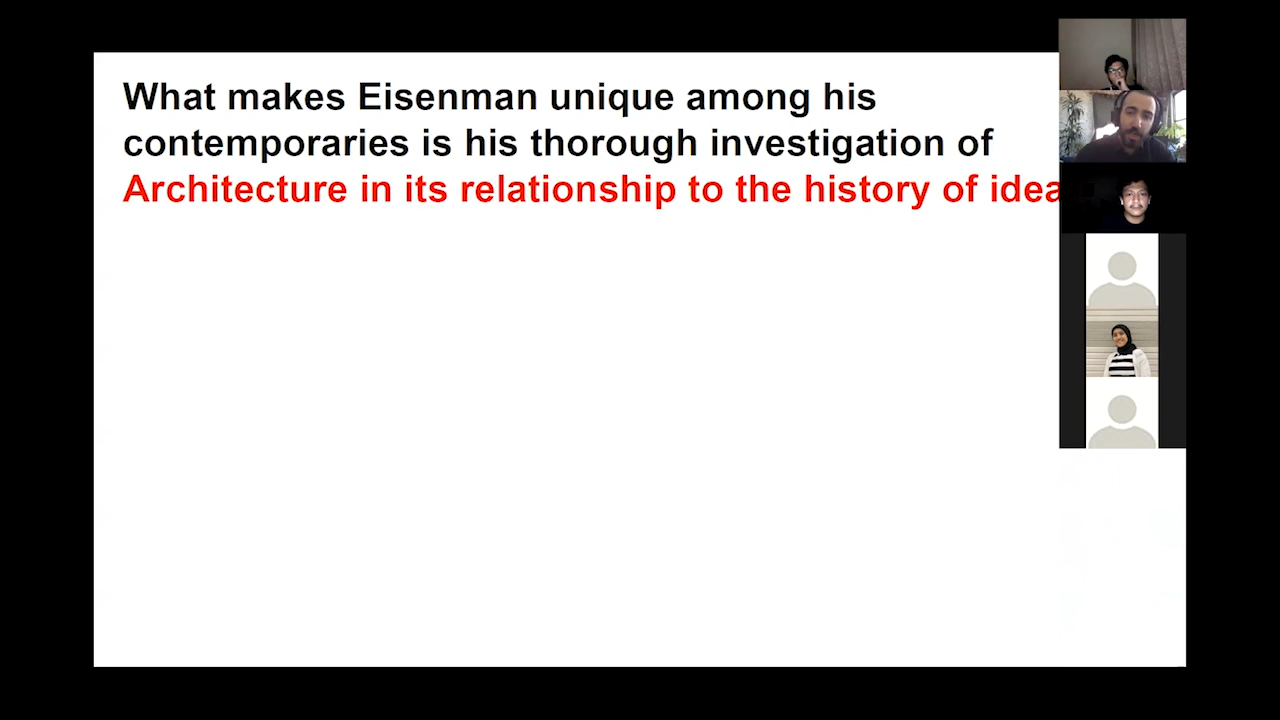 What makes Eisenman unique among his
contemporaries is his thorough investigation of
Architecture in its relationship to the history of idea